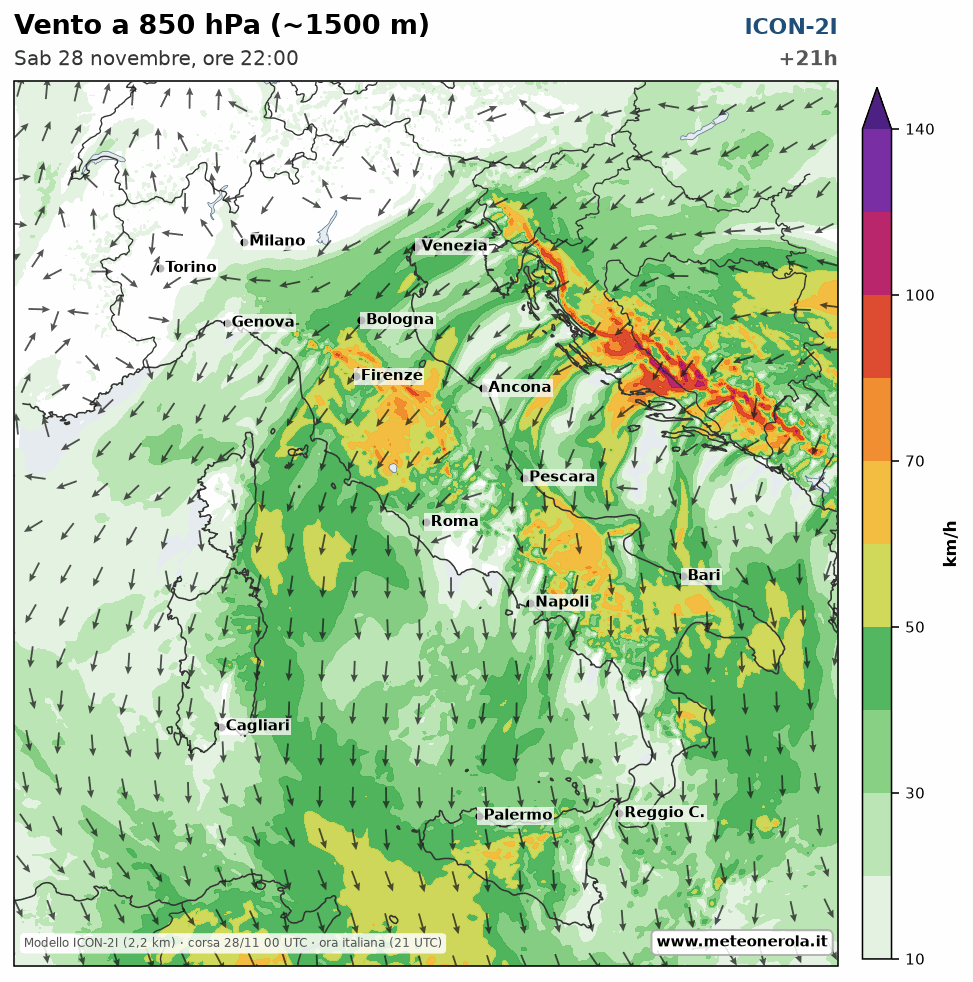 Vento a 850 hPa (~1500 m)
ICON-2I
Sab 28 novembre, ore 22:00
+21h
140
Milano
Venezia
Torino
100
Genova
Bologna
Firenze
Ancona
70
Pescara
Roma
km/h
Bari
Napoli
50
Cagliari
30
Palermo
Reggio C.
Modello ICON-2I (2,2 km) · corsa 28/11 00 UTC · ora italiana (21 UTC)
www.meteonerola.it
10